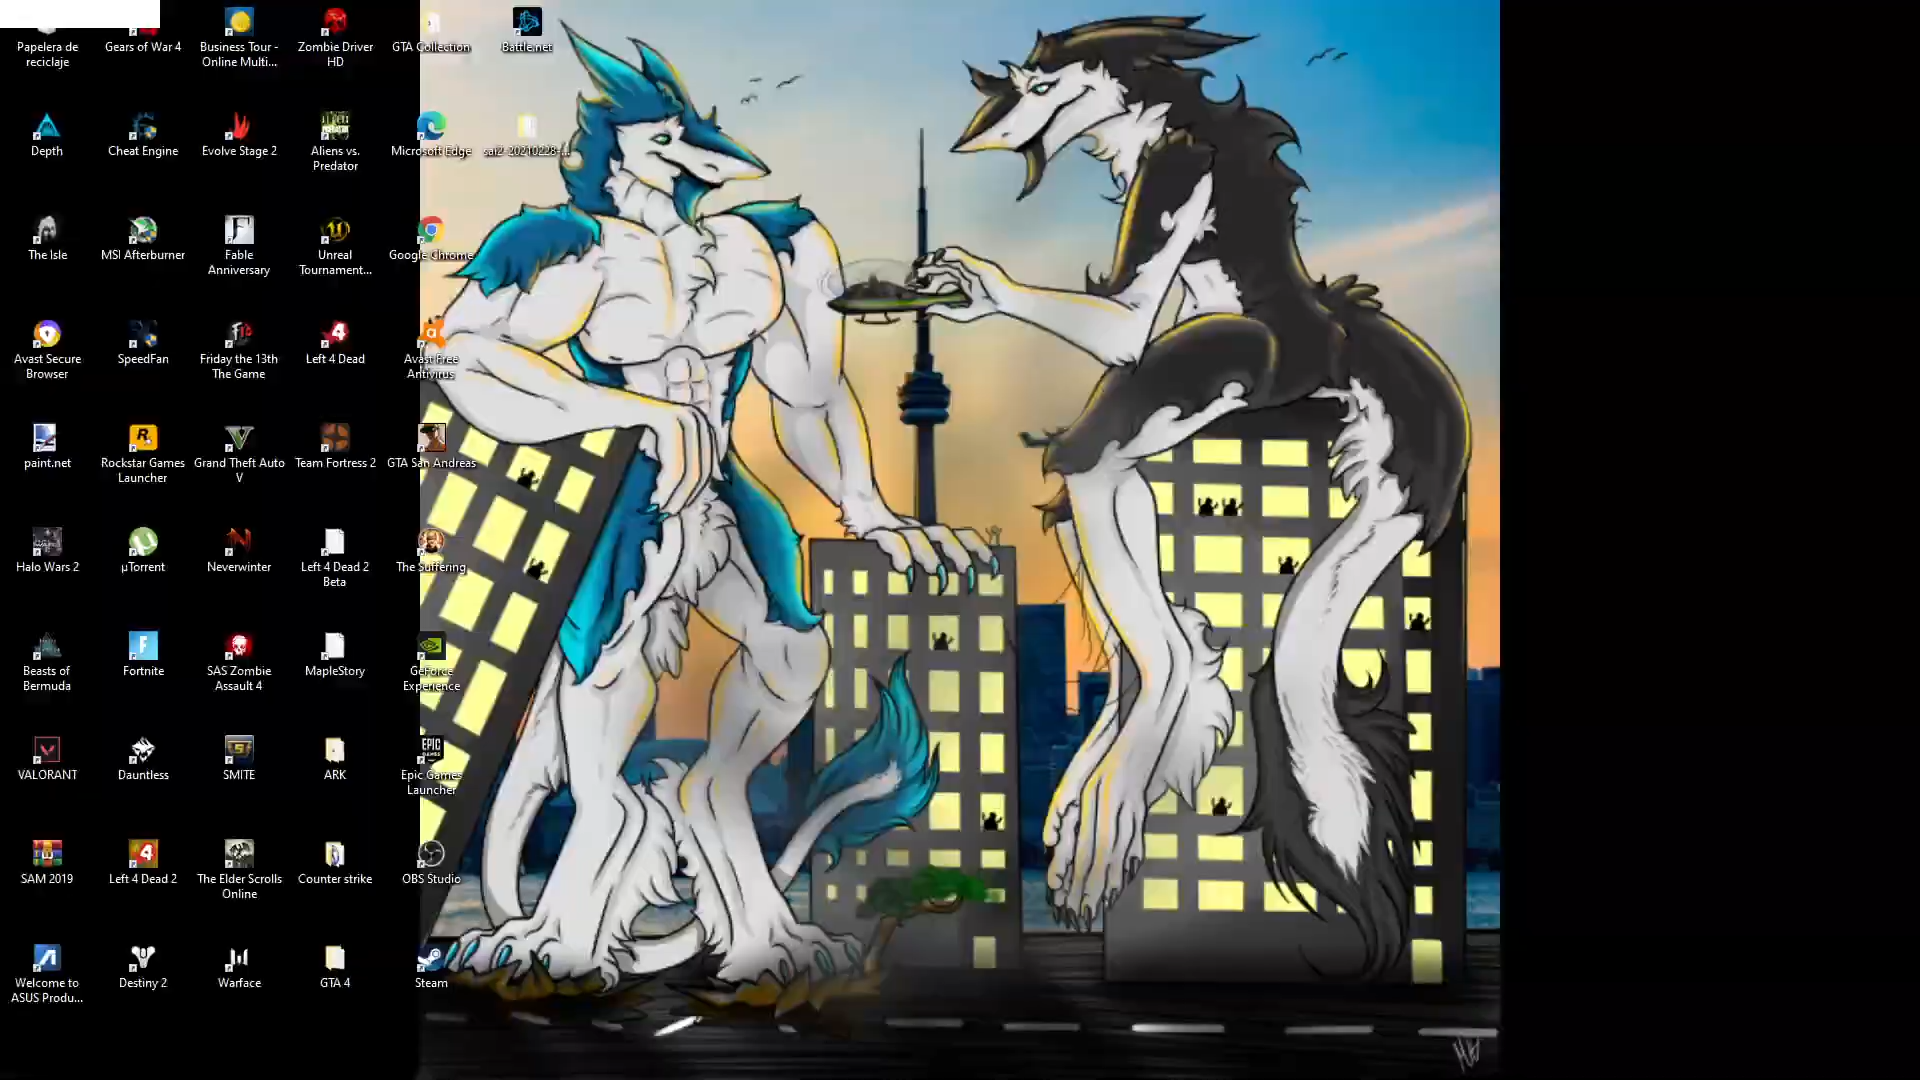 Papelera de
reciclaje
Gears of War 4
Business Tour -
Online Multi...
Zombie Driver
HD
GTA Collection
Battle.net
Depth
Cheat Engine
Evolve Stage 2
Aliens vs.
Predator
Microsoft Edge
sai2-20210228-...
The Isle
MSI Afterburner
Fable
Anniversary
Unreal
Tournament...
Google Chrome
Avast Secure
Browser
SpeedFan
Friday the 13th
The Game
Left 4 Dead
Avast Free
Antivirus
paint.net
Rockstar Games
Launcher
Grand Theft Auto
V
Team Fortress 2
GTA San Andreas
Halo Wars 2
µTorrent
Neverwinter
Left 4 Dead 2
Beta
The Suffering
Beasts of
Bermuda
Fortnite
SAS Zombie
Assault 4
MapleStory
GeForce
Experience
VALORANT
Dauntless
SMITE
ARK
EPIC
GAMES
Epic Games
Launcher
SAM 2019
Left 4 Dead 2
The Elder Scrolls
Online
Counter strike
OBS Studio
Welcome to
ASUS Produ...
Destiny 2
Warface
GTA 4
Steam